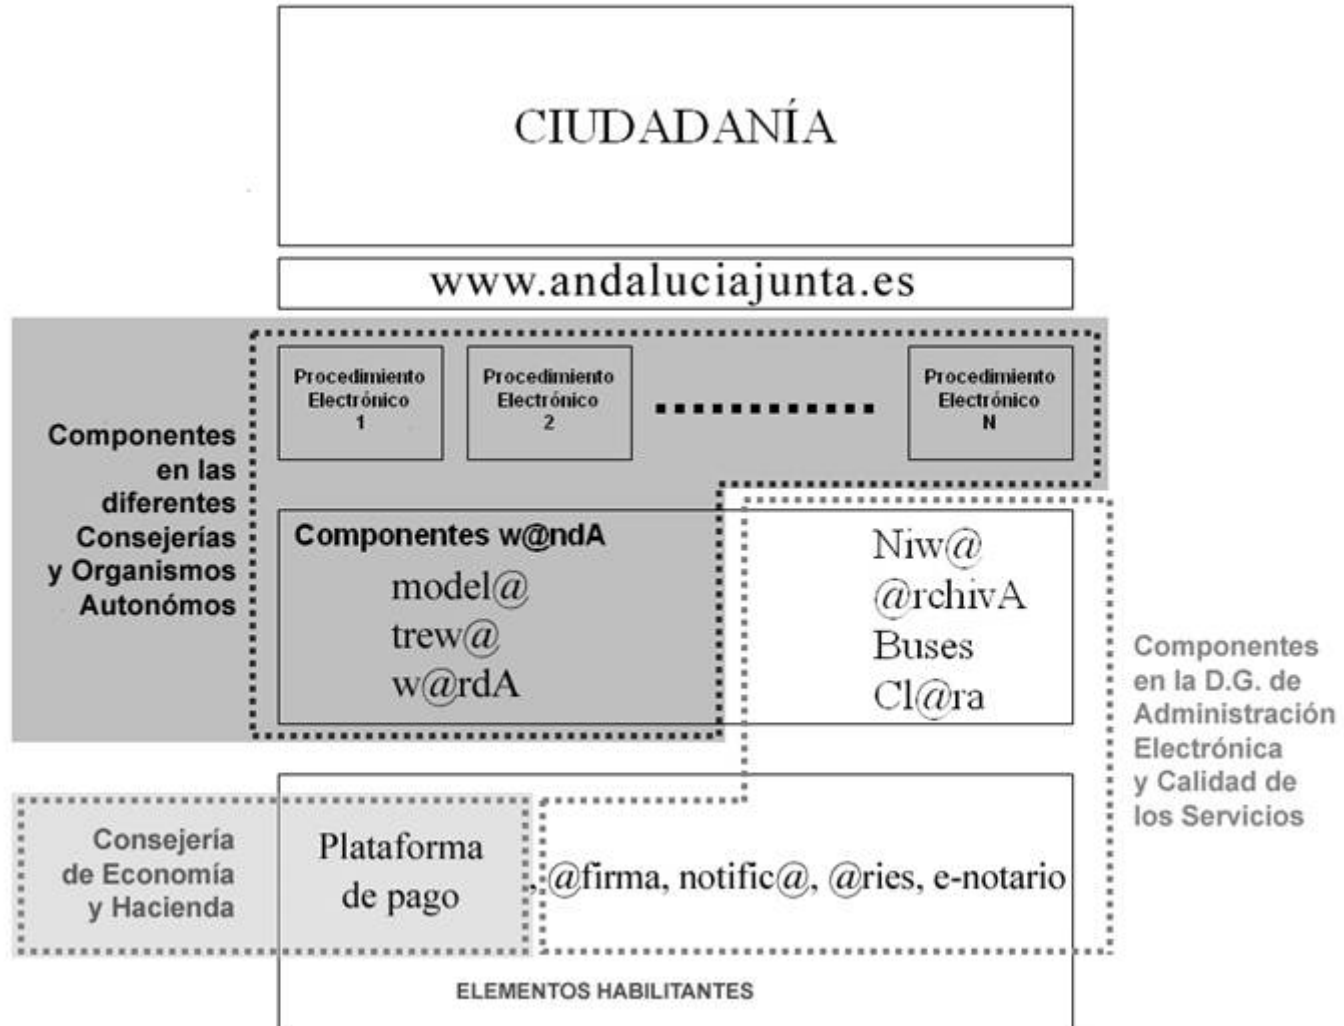 CIUDADANÍA
www.andaluciajunta.es
Procedimiento
Electrónico
1
Procedimiento
Electrónico
2
Procedimiento
Electrónico
N
Componentes
en las
diferentes
Consejerías
y Organismos
Autonómos
Componentes w@ndA
model@
trew@
w@rdA
Niw@
@rchivA
Buses
Cl@ra
Componentes
en la D.G. de
Administración
Electrónica
y Calidad de
los Servicios
Consejería
de Economía
y Hacienda
Plataforma
de pago
, @firma, notific@, @ries, e-notario
ELEMENTOS HABILITANTES